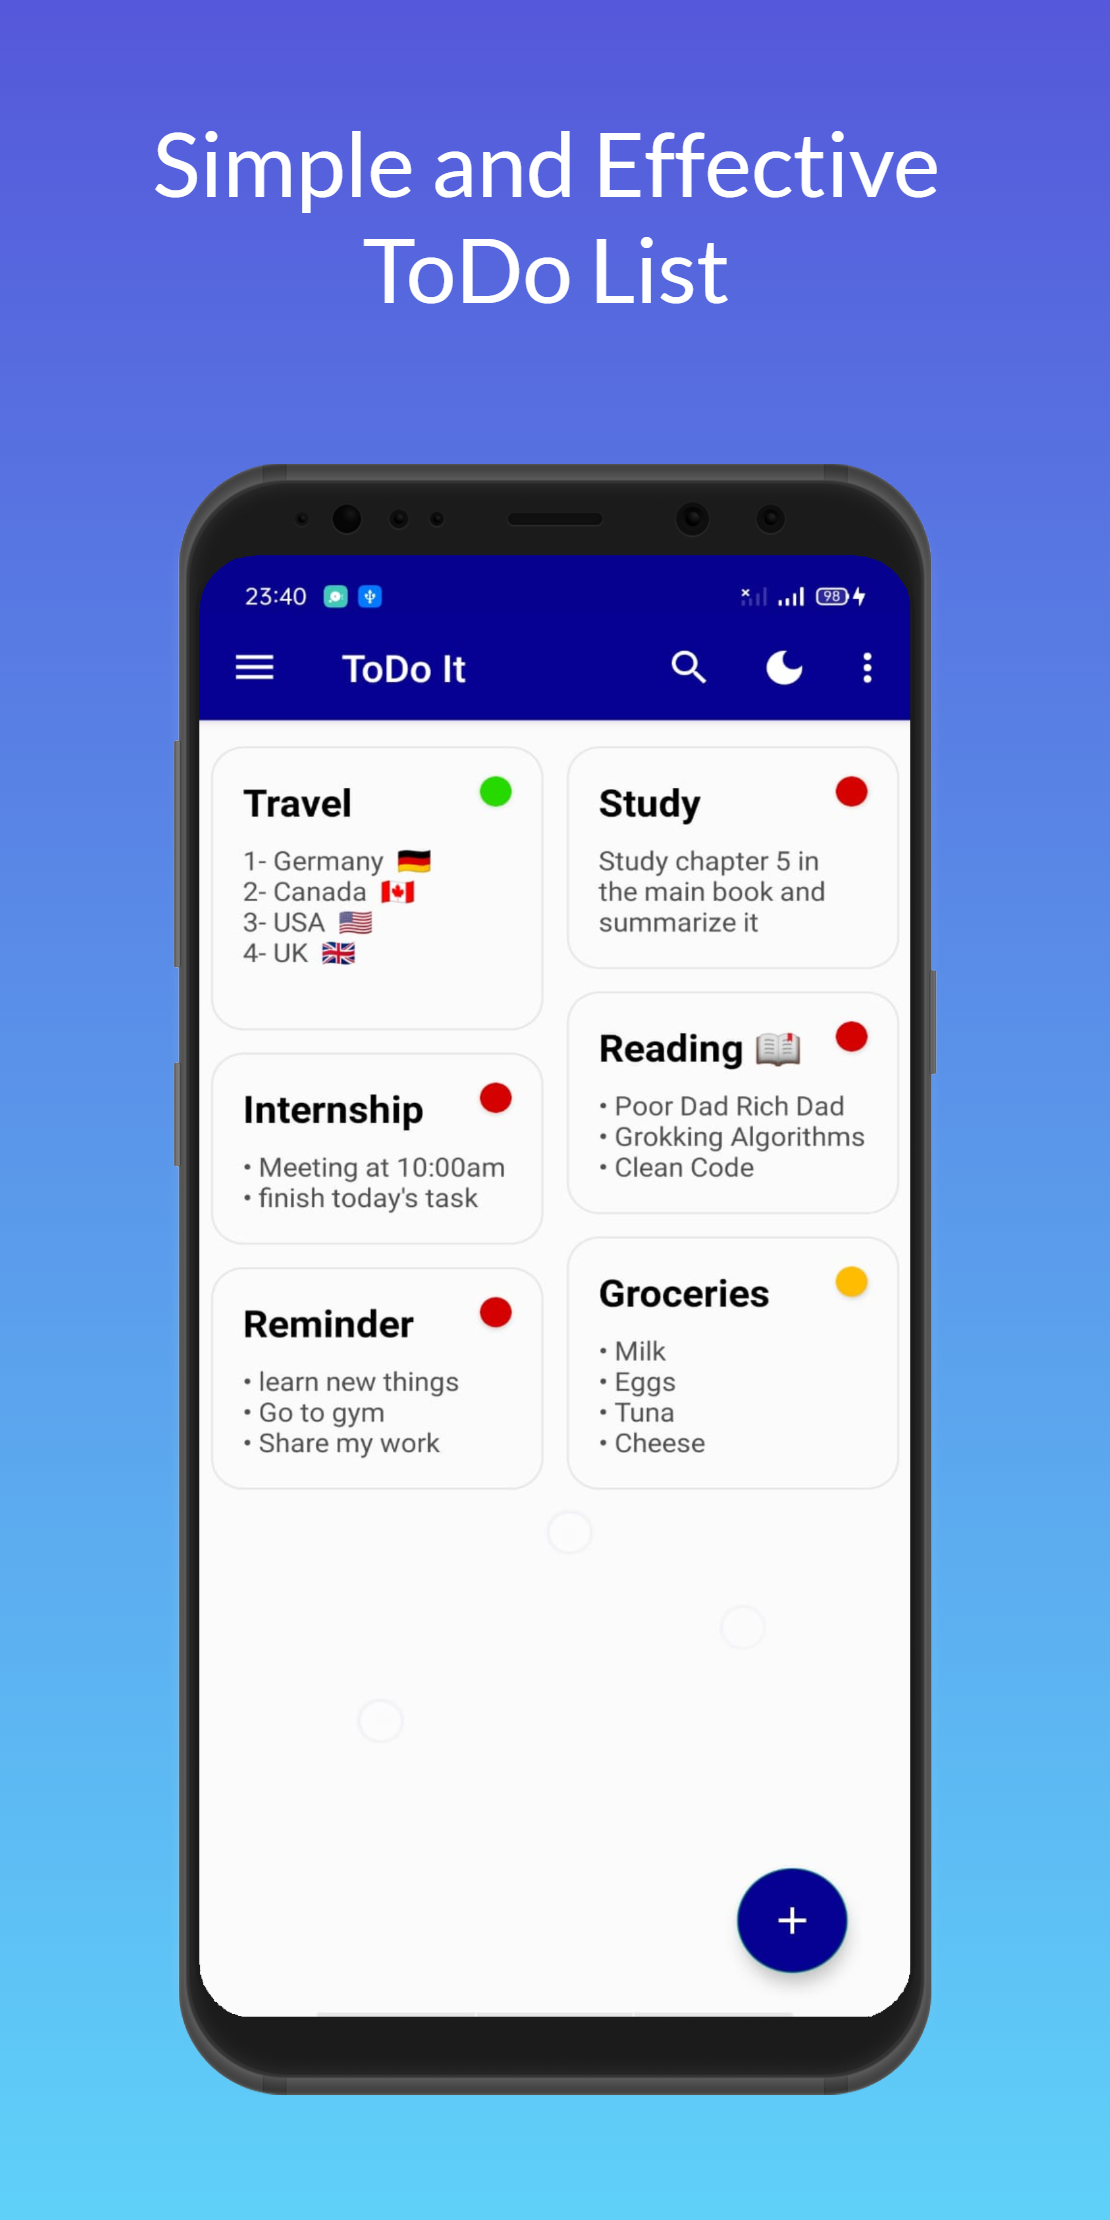 Simple and Effective
ToDo List
23:40
98
ToDo It
Travel
1- Germany 🇩🇪
2- Canada 🇨🇦
3- USA 🇺🇸
4- UK 🇬🇧
Study
Study chapter 5 in
the main book and
summarize it
Internship
• Meeting at 10:00am
• finish today's task
Reading 📖
• Poor Dad Rich Dad
• Grokking Algorithms
• Clean Code
Reminder
• learn new things
• Go to gym
• Share my work
Groceries
• Milk
• Eggs
• Tuna
• Cheese
+